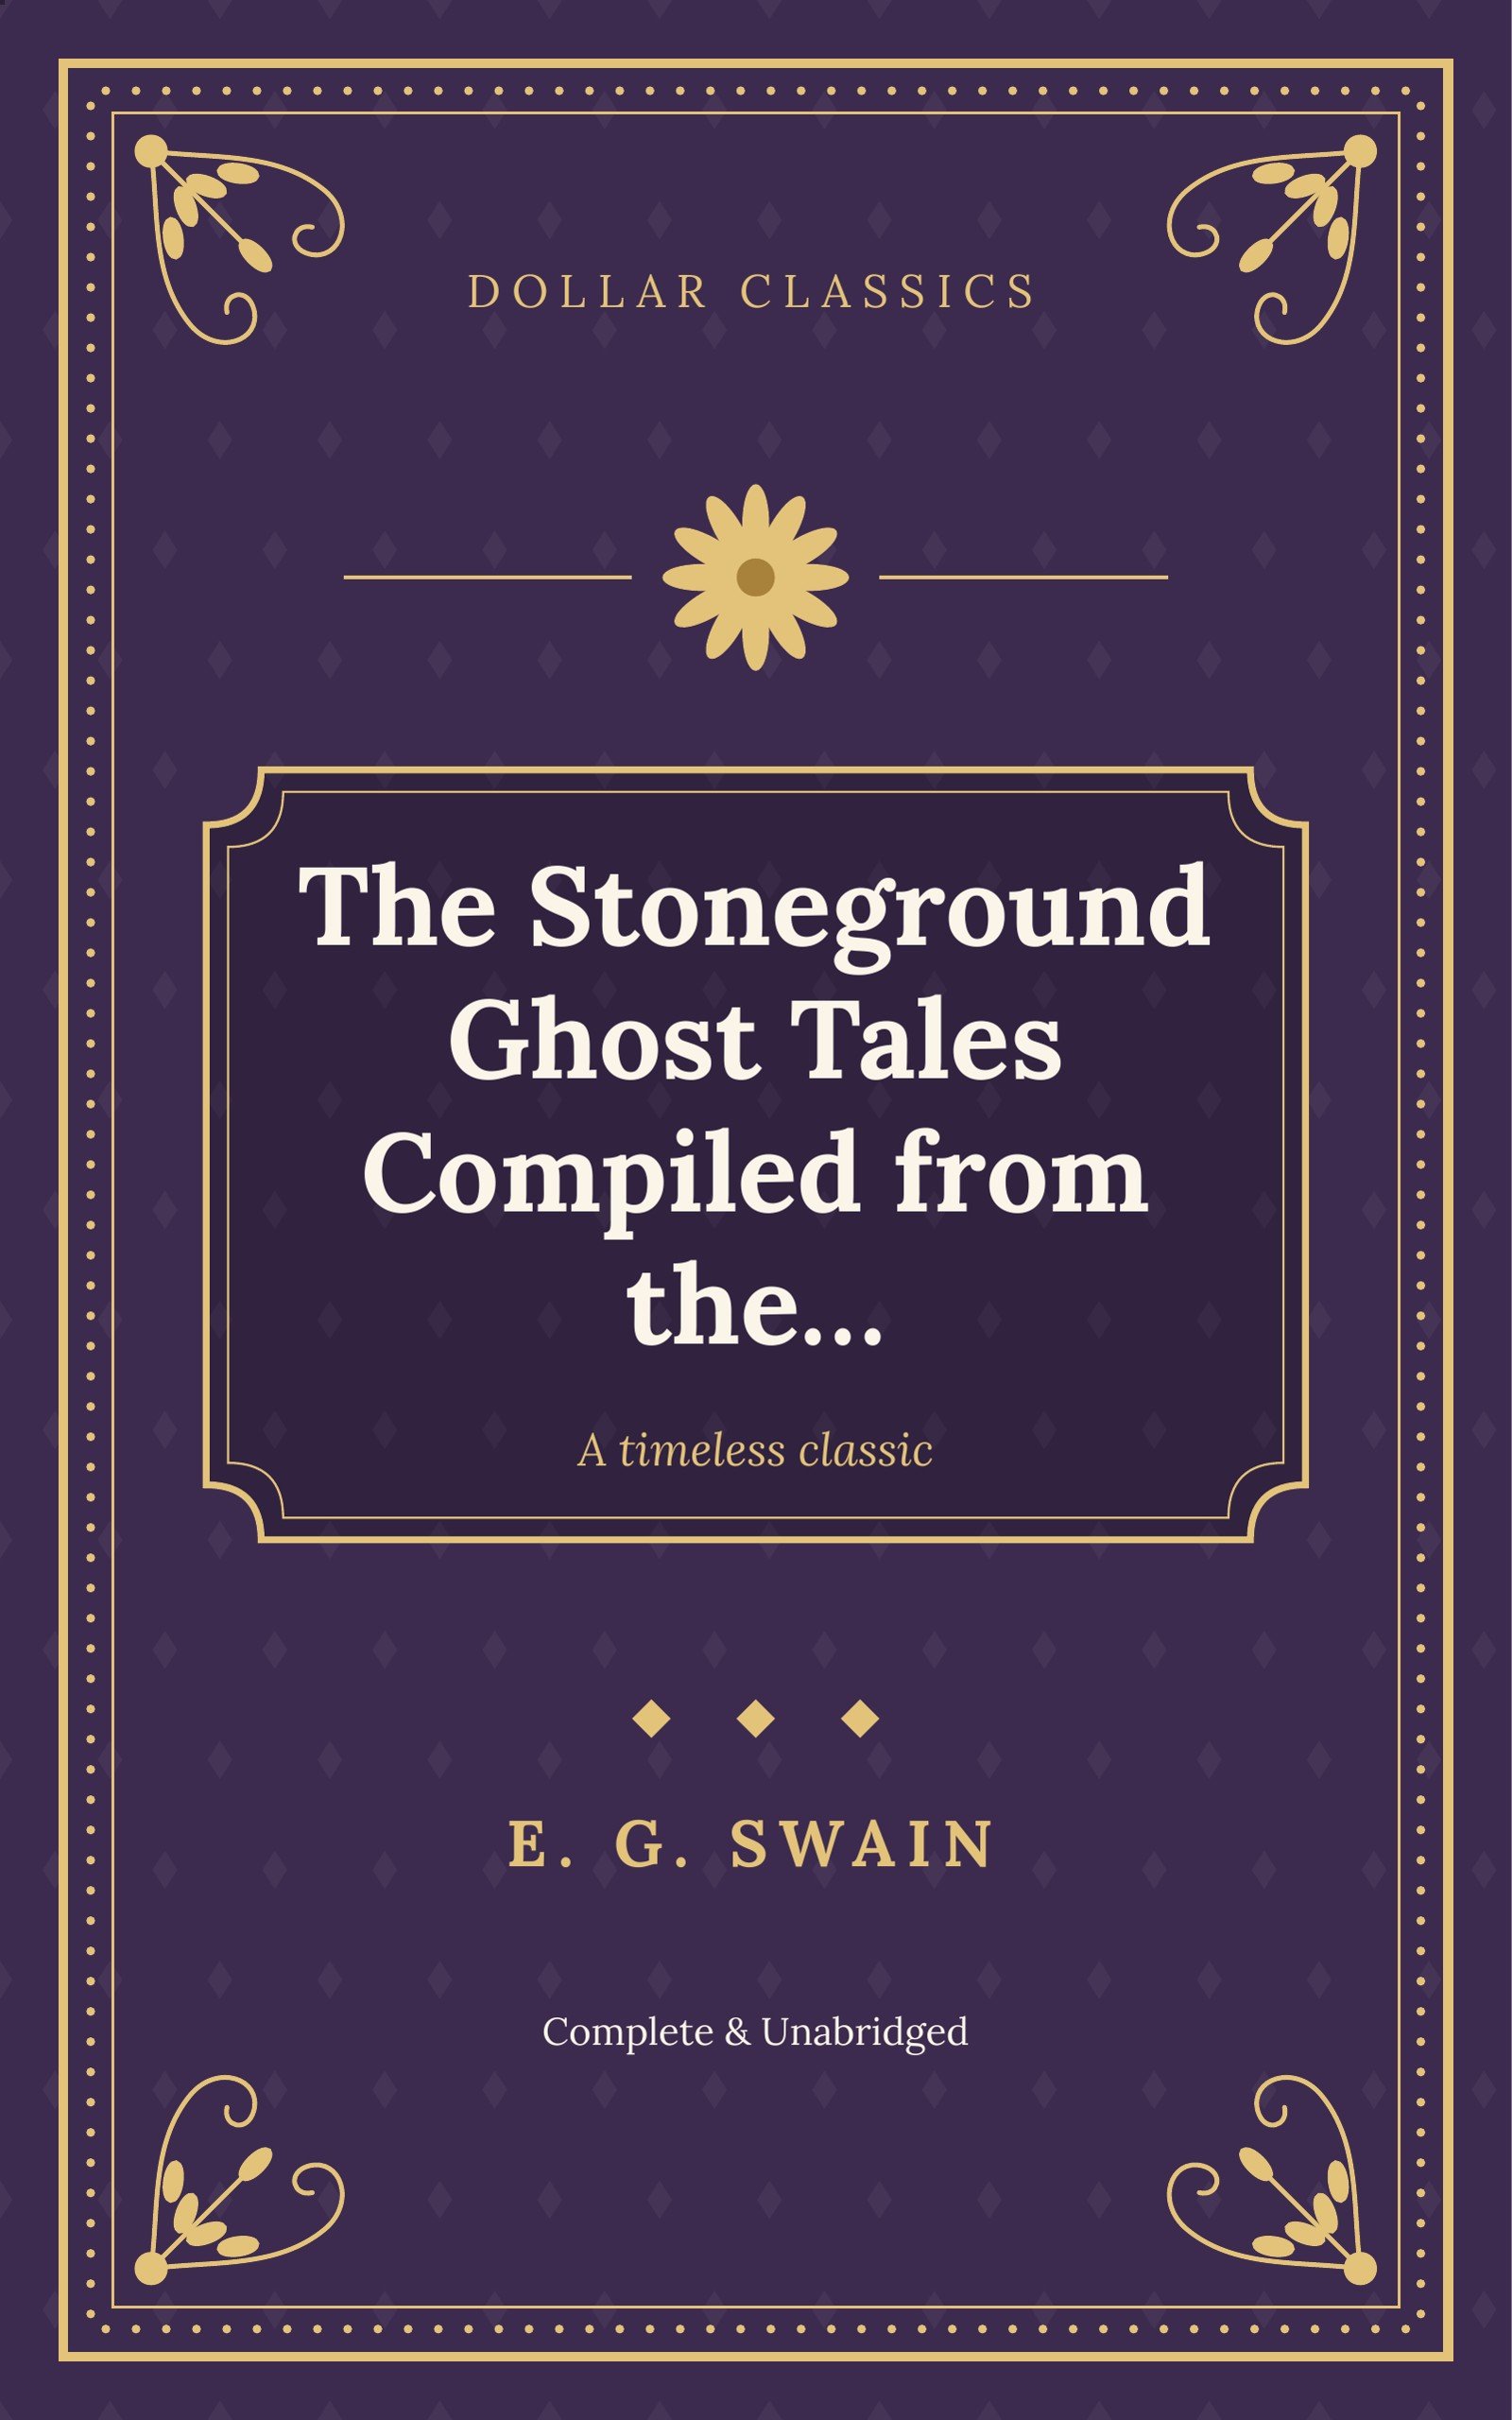 DOLLAR CLASSICS
The Stoneground
Ghost Tales
Compiled from
the...
A timeless classic
E. G. SWAIN
Complete & Unabridged